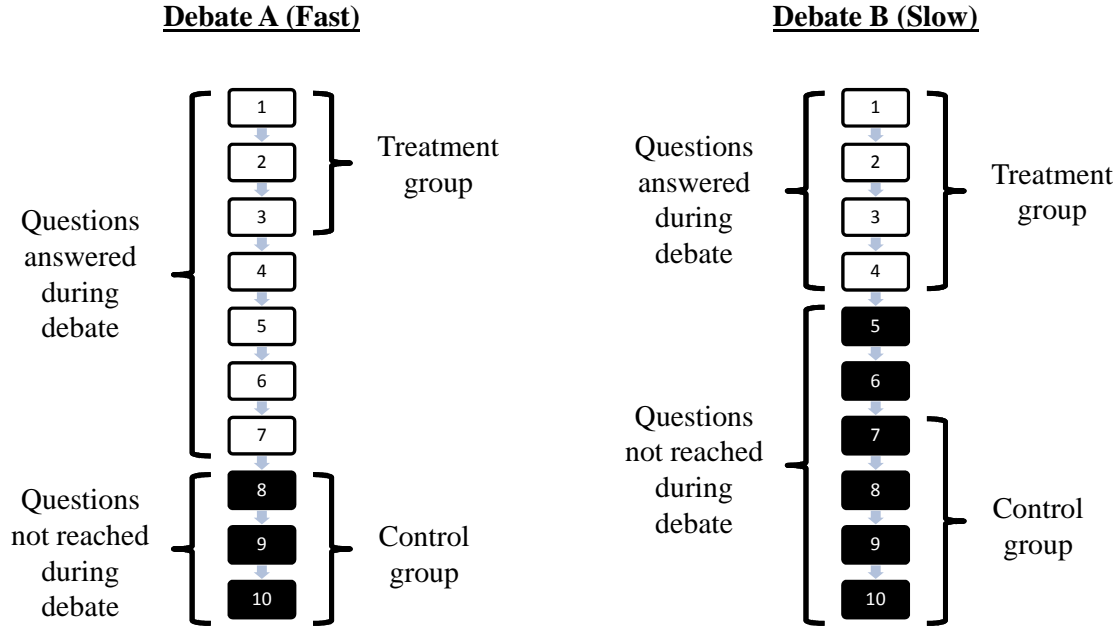 Debate A (Fast)
1
2
3
4
5
6
7
8
9
10
Questions
answered
during
debate
Treatment
group
Questions
not reached
during
debate
Control
group
Debate B (Slow)
1
2
3
4
5
6
7
8
9
10
Questions
answered
during
debate
Treatment
group
Questions
not reached
during
debate
Control
group